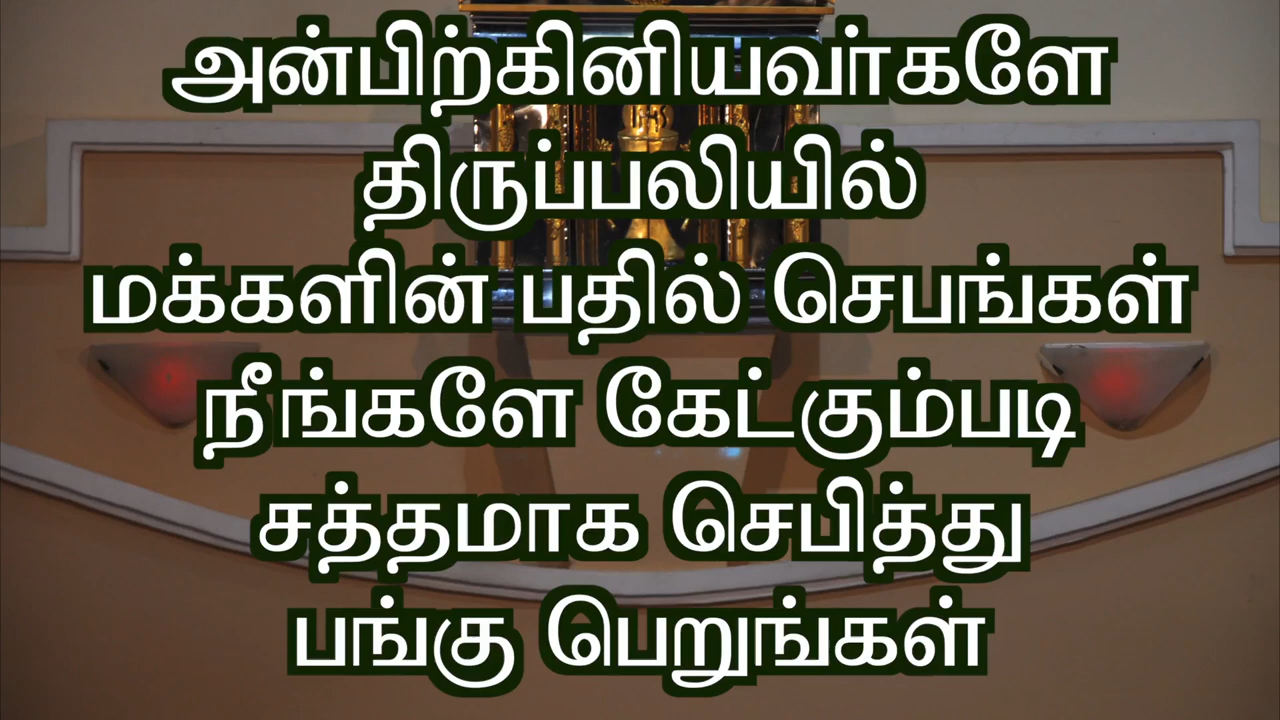 அன்பிற்கினியவர்களே
திருப்பலியில்
மக்களின் பதில் செபங்கள்
நீங்களே கேட்கும்படி
சத்தமாக செபித்து
பங்கு பெறுங்கள்